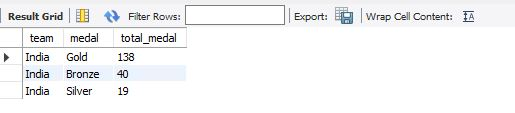 Result Grid Filter Rows: Export: Wrap Cell Content: IA
team medal total_medal
India Gold 138
India Bronze 40
India Silver 19